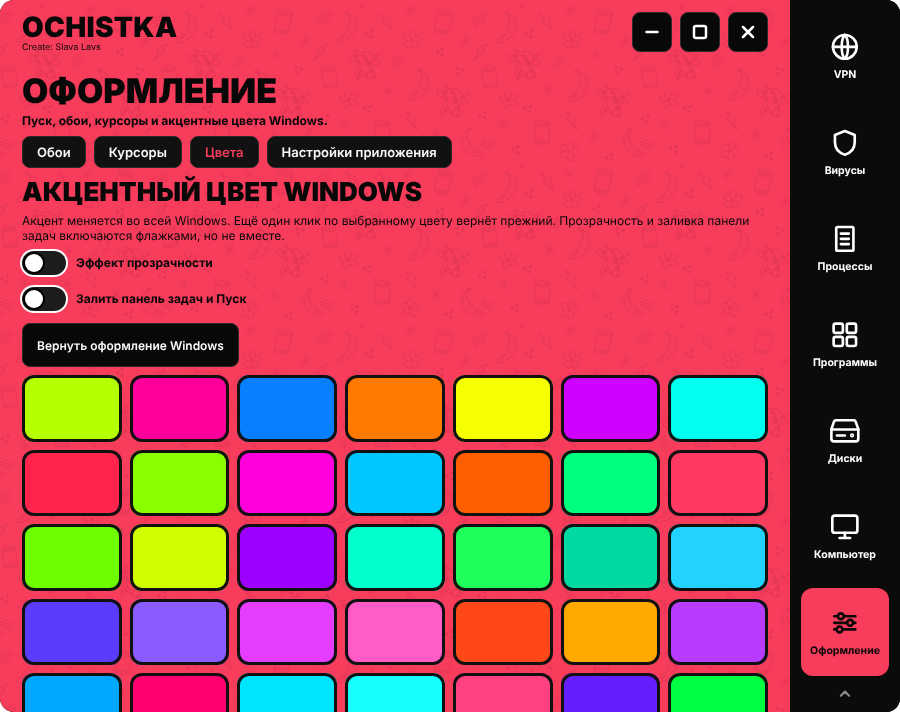 OCHISTKA
Create: Slava Lavs
ОФОРМЛЕНИЕ
Пуск, обои, курсоры и акцентные цвета Windows.
Обои
Курсоры
Цвета
Настройки приложения
АКЦЕНТНЫЙ ЦВЕТ WINDOWS
Акцент меняется во всей Windows. Ещё один клик по выбранному цвету вернёт прежний. Прозрачность и заливка панели
задач включаются флажками, но не вместе.
Эффект прозрачности
Залить панель задач и Пуск
Вернуть оформление Windows
VPN
Вирусы
Процессы
Программы
Диски
Компьютер
Оформление